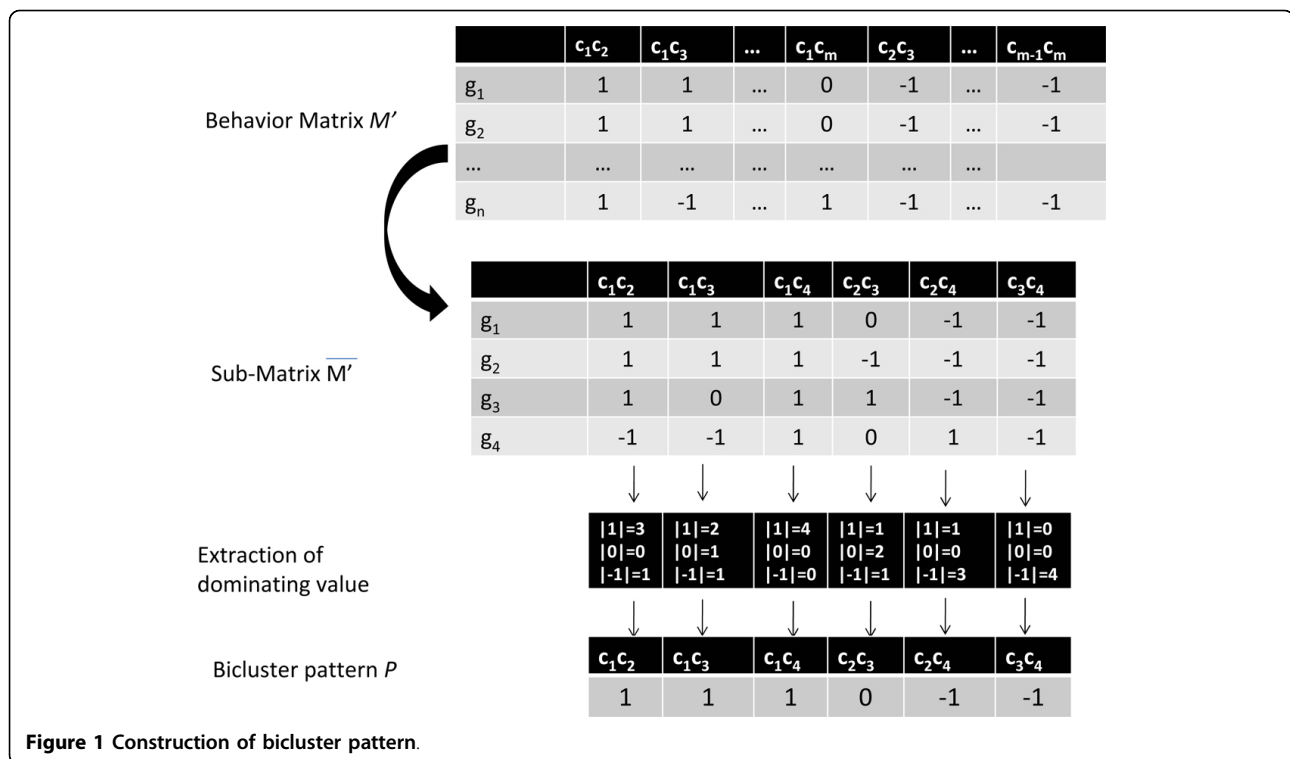 c1c2 c1c3 ... c1cm c2c3 ... cm-1cm
g1 1 1 ... 0 -1 ... -1
Behavior Matrix M'
g2 1 1 ... 0 -1 ... -1
... ... ... ... ... ... ...
gn 1 -1 ... 1 -1 ... -1
c1c2 c1c3 c1c4 c2c3 c2c4 c3c4
g1 1 1 1 0 -1 -1
g2 1 1 1 -1 -1 -1
Sub-Matrix M'
g3 1 0 1 1 -1 -1
g4 -1 -1 1 0 1 -1
|1|=3 |1|=2 |1|=4 |1|=1 |1|=1 |1|=0
|0|=0 |0|=1 |0|=0 |0|=2 |0|=0 |0|=0
|-1|=1 |-1|=1 |-1|=0 |-1|=1 |-1|=3 |-1|=4
Extraction of
dominating value
c1c2 c1c3 c1c4 c2c3 c2c4 c3c4
Bicluster pattern P
1 1 1 0 -1 -1
Figure 1 Construction of bicluster pattern.